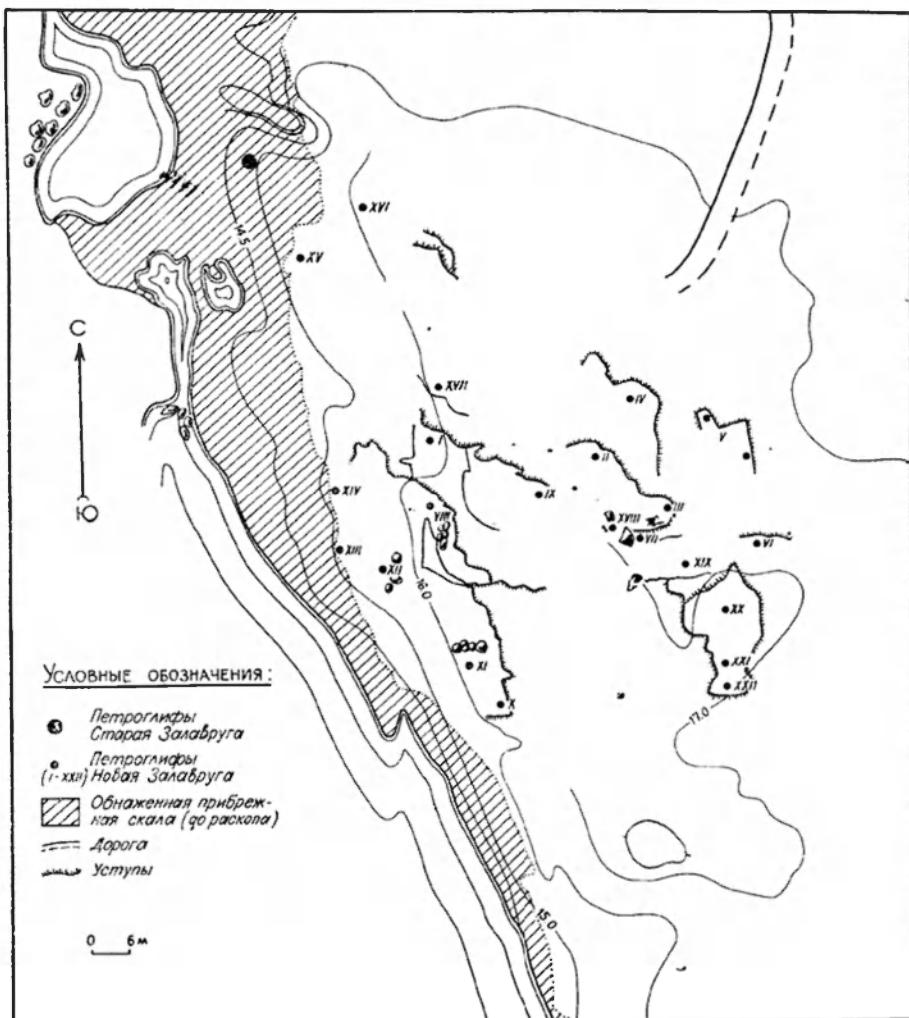 XVI
14.5
XV
С
XVII
IV
V
I
II
IX
Ю
XIV
III
VIII
XVIII
VII
VI
XIII
XII
XIX
16.0
XX
XI
XXI
XXII
X
17.0
УСЛОВНЫЕ ОБОЗНАЧЕНИЯ:
Петроглифы
Старая Залавруга
Петроглифы
(I-XXII) Новая Залавруга
Обнаженная прибреж-
ная скала (до раскопа)
Дорога
Уступы
15.0
0 6м